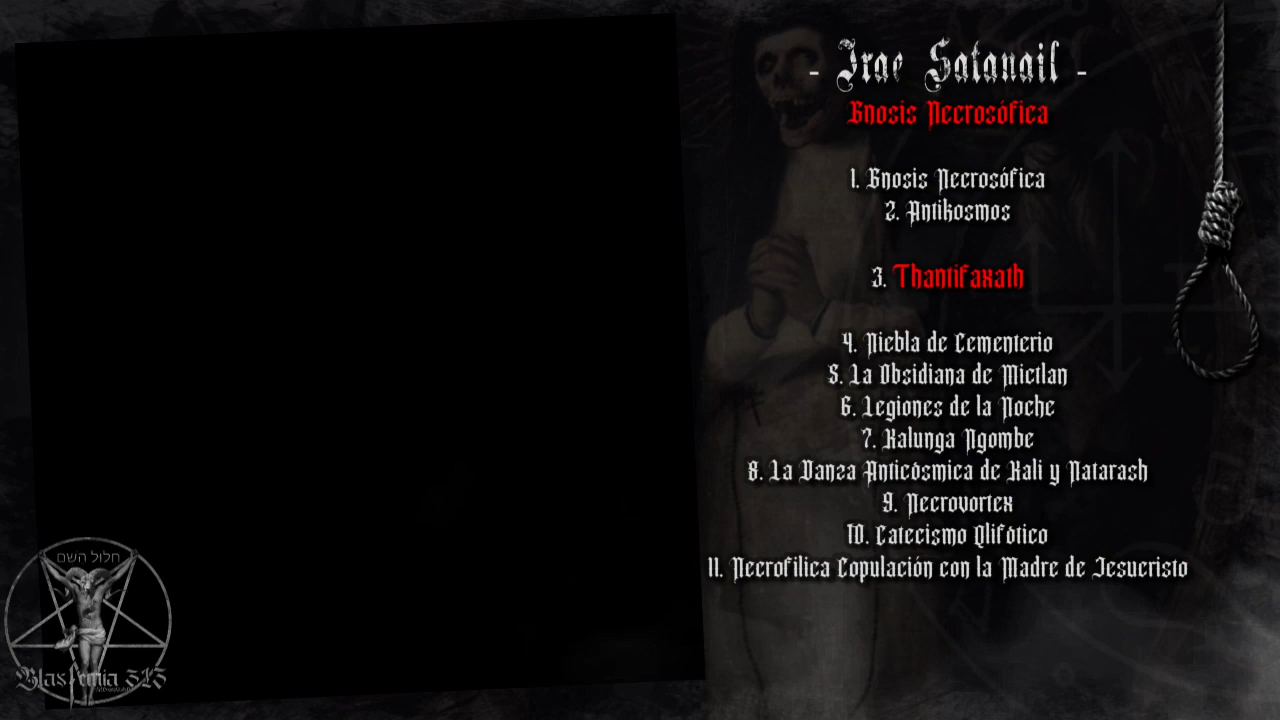 - Irae Satanail -
Gnosis Necrosófica
1. Gnosis Necrosófica
2. Antikosmos
3. Thantifaxath
4. Niebla de Cementerio
5. La Obsidiana de Mictlan
6. Legiones de la Noche
7. Kalunga Ngombe
8. La Danza Anticósmica de Kali y Natarash
9. Necrovortex
10. Catecismo Qlifótico
11. Necrofílica Copulación con la Madre de Jesucristo
חלול השם
Blasfemia 313